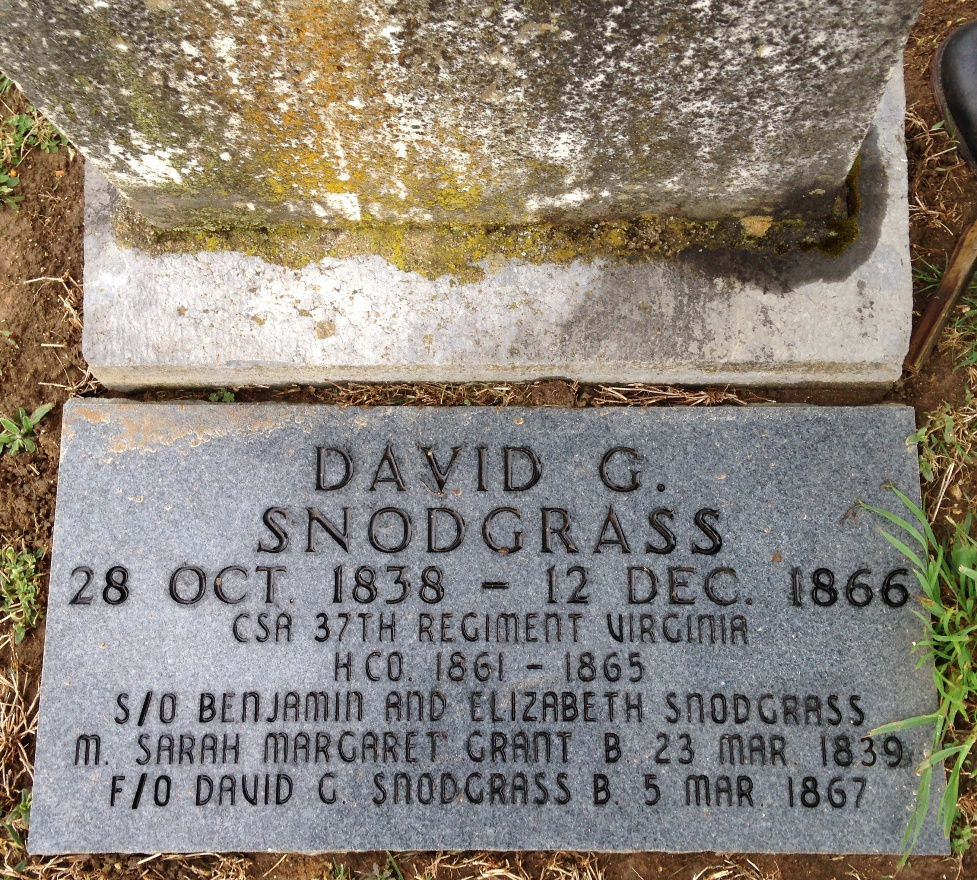 DAVID G.
SNODGRASS
28 OCT. 1838 - 12 DEC. 1866
CSA 37TH REGIMENT VIRGINIA
H CO. 1861 - 1865
S/O BENJAMIN AND ELIZABETH SNODGRASS
M. SARAH MARGARET GRANT B 23 MAR 1839
F/O DAVID G. SNODGRASS B. 5 MAR. 1867